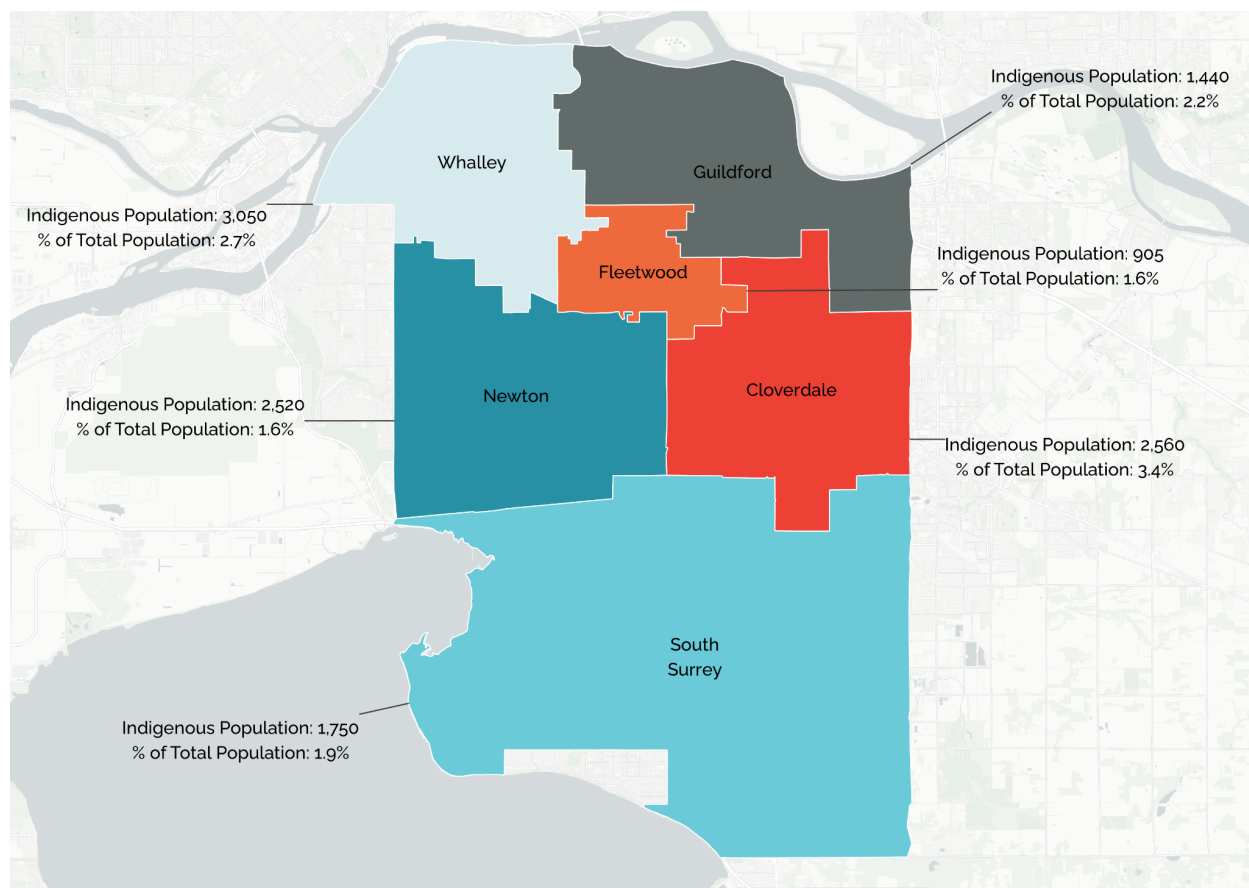 Indigenous Population: 1,440
% of Total Population: 2.2%
Whalley
Guildford
Indigenous Population: 3,050
% of Total Population: 2.7%
Indigenous Population: 905
% of Total Population: 1.6%
Fleetwood
Newton
Cloverdale
Indigenous Population: 2,520
% of Total Population: 1.6%
Indigenous Population: 2,560
% of Total Population: 3.4%
South
Surrey
Indigenous Population: 1,750
% of Total Population: 1.9%